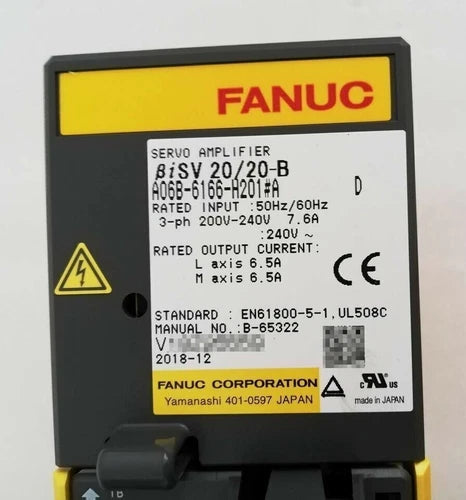 FANUC
SERVO AMPLIFIER
βiSV 20/20-B
A06B-6166-H201#A D
RATED INPUT :50Hz/60Hz
3-ph 200V-240V 7.6A
:240V ~
RATED OUTPUT CURRENT:
L axis 6.5A
M axis 6.5A
CE
STANDARD : EN61800-5-1,UL508C
MANUAL NO.:B-65322
V
2018-12
FANUC CORPORATION
Yamanashi 401-0597 JAPAN
c US
made in JAPAN